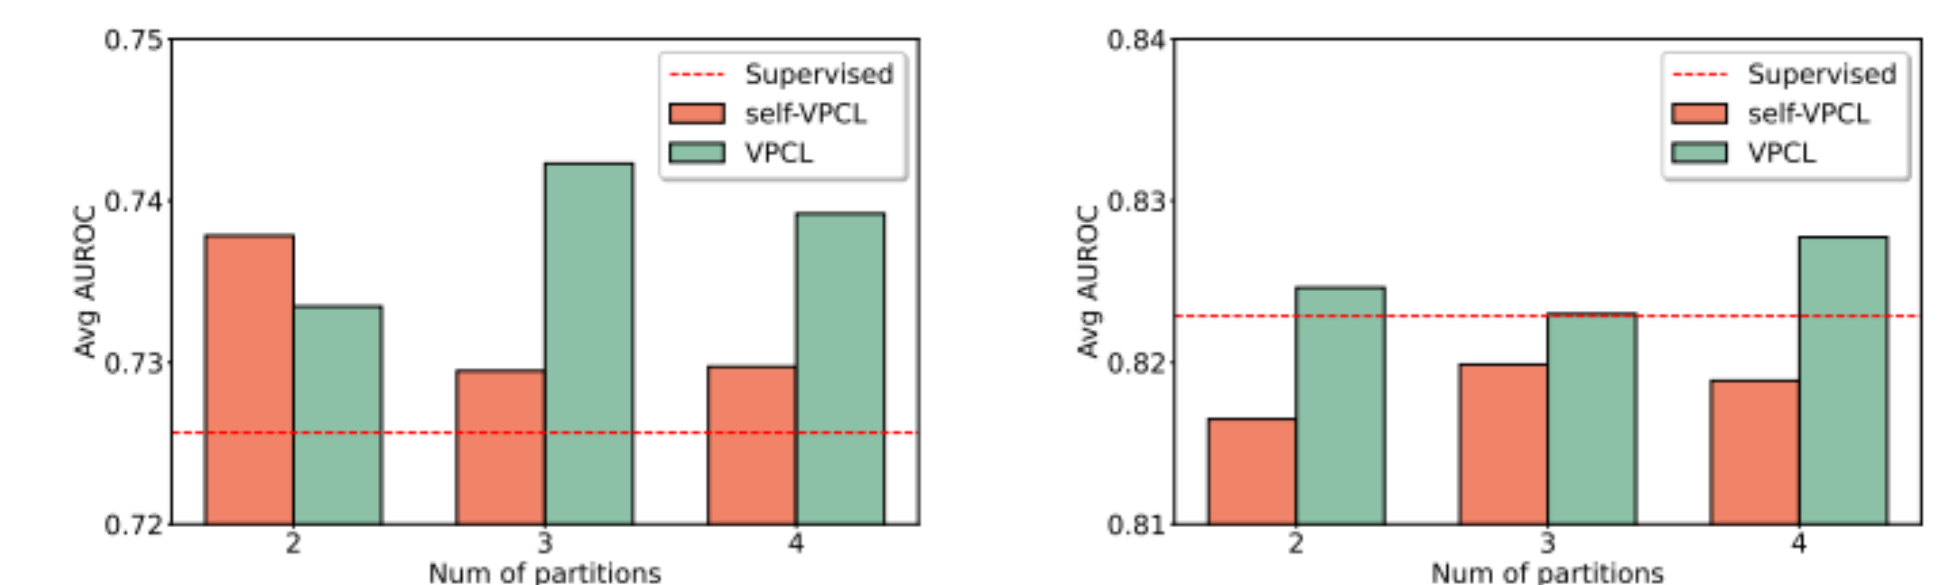 0.75
0.74
0.73
0.72
Avg AUROC
Supervised
self-VPCL
VPCL
2 3 4
Num of partitions
0.84
0.83
0.82
0.81
Avg AUROC
Supervised
self-VPCL
VPCL
2 3 4
Num of partitions